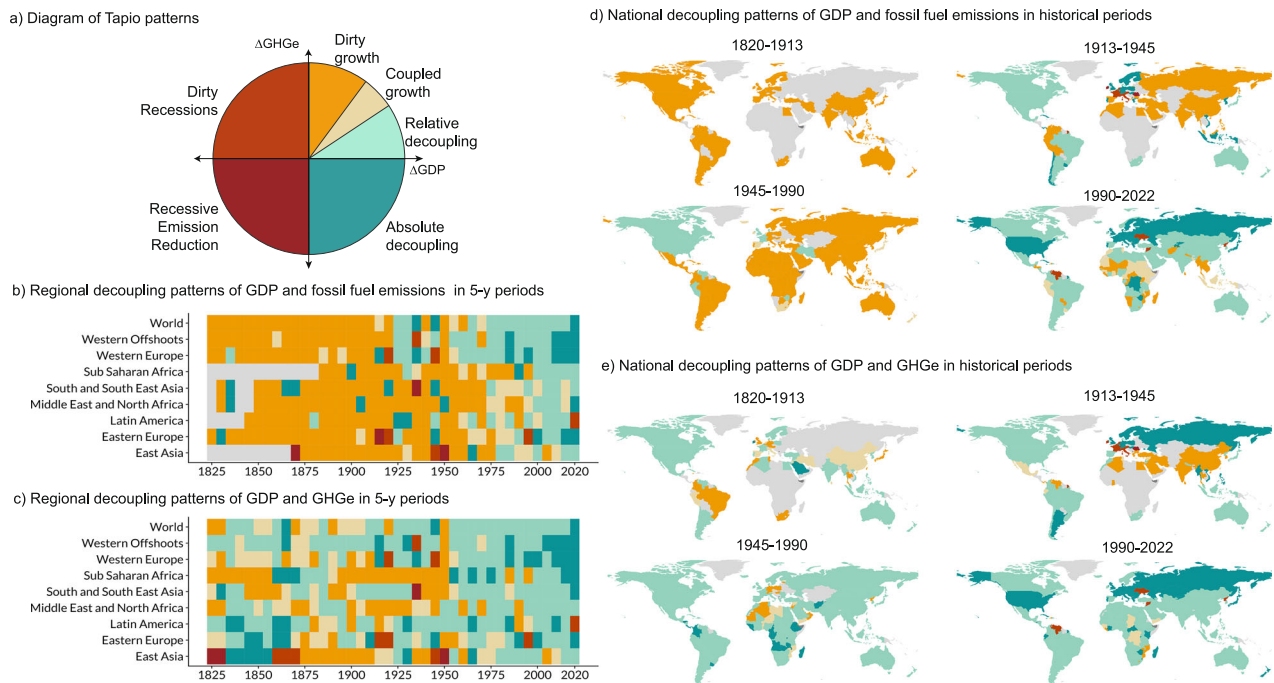 a) Diagram of Tapio patterns
ΔGHGe
Dirty
growth
Coupled
growth
Relative
decoupling
ΔGDP
Absolute
decoupling
Dirty
Recessions
Recessive
Emission
Reduction
b) Regional decoupling patterns of GDP and fossil fuel emissions in 5-y periods
World
Western Offshoots
Western Europe
Sub Saharan Africa
South and South East Asia
Middle East and North Africa
Latin America
Eastern Europe
East Asia
1825 1850 1875 1900 1925 1950 1975 2000 2020
c) Regional decoupling patterns of GDP and GHGe in 5-y periods
World
Western Offshoots
Western Europe
Sub Saharan Africa
South and South East Asia
Middle East and North Africa
Latin America
Eastern Europe
East Asia
1825 1850 1875 1900 1925 1950 1975 2000 2020
d) National decoupling patterns of GDP and fossil fuel emissions in historical periods
1820-1913
1913-1945
1945-1990
1990-2022
e) National decoupling patterns of GDP and GHGe in historical periods
1820-1913
1913-1945
1945-1990
1990-2022